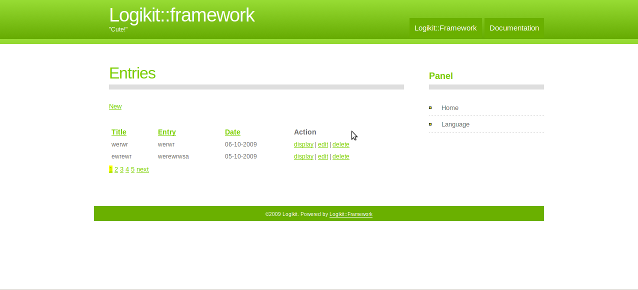 Logikit::framework
"Cute!"
Logikit::Framework Documentation
Entries
New
Title Entry Date Action
werwr werwr 06-10-2009 display | edit | delete
ewrewr werewrwsa 05-10-2009 display | edit | delete
1 2 3 4 5 next
Panel
Home
Language
©2009 Logikit. Powered by Logikit::Framework